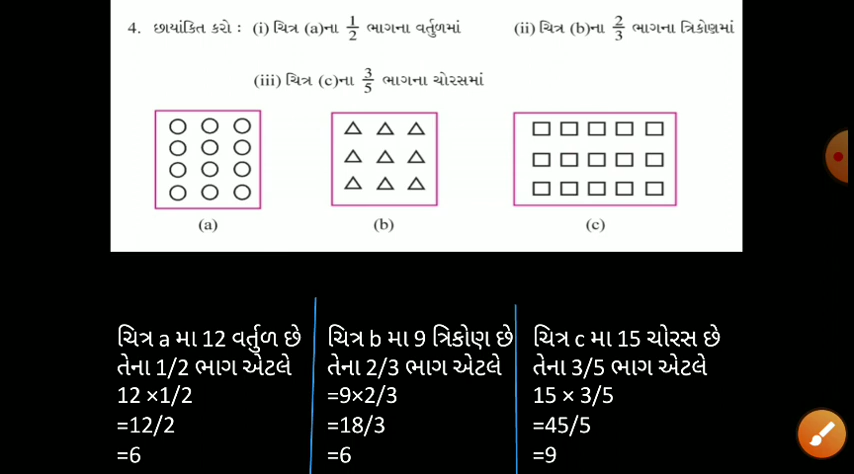 4. છાયાંકિત કરો : (i) ચિત્ર (a)ના 1/2 ભાગના વર્તુળમાં (ii) ચિત્ર (b)ના 2/3 ભાગના ત્રિકોણમાં
(iii) ચિત્ર (c)ના 3/5 ભાગના ચોરસમાં
(a) (b) (c)
ચિત્ર a મા 12 વર્તુળ છે
તેના 1/2 ભાગ એટલે
12 ×1/2
=12/2
=6
ચિત્ર b મા 9 ત્રિકોણ છે
તેના 2/3 ભાગ એટલે
=9×2/3
=18/3
=6
ચિત્ર c મા 15 ચોરસ છે
તેના 3/5 ભાગ એટલે
15 × 3/5
=45/5
=9